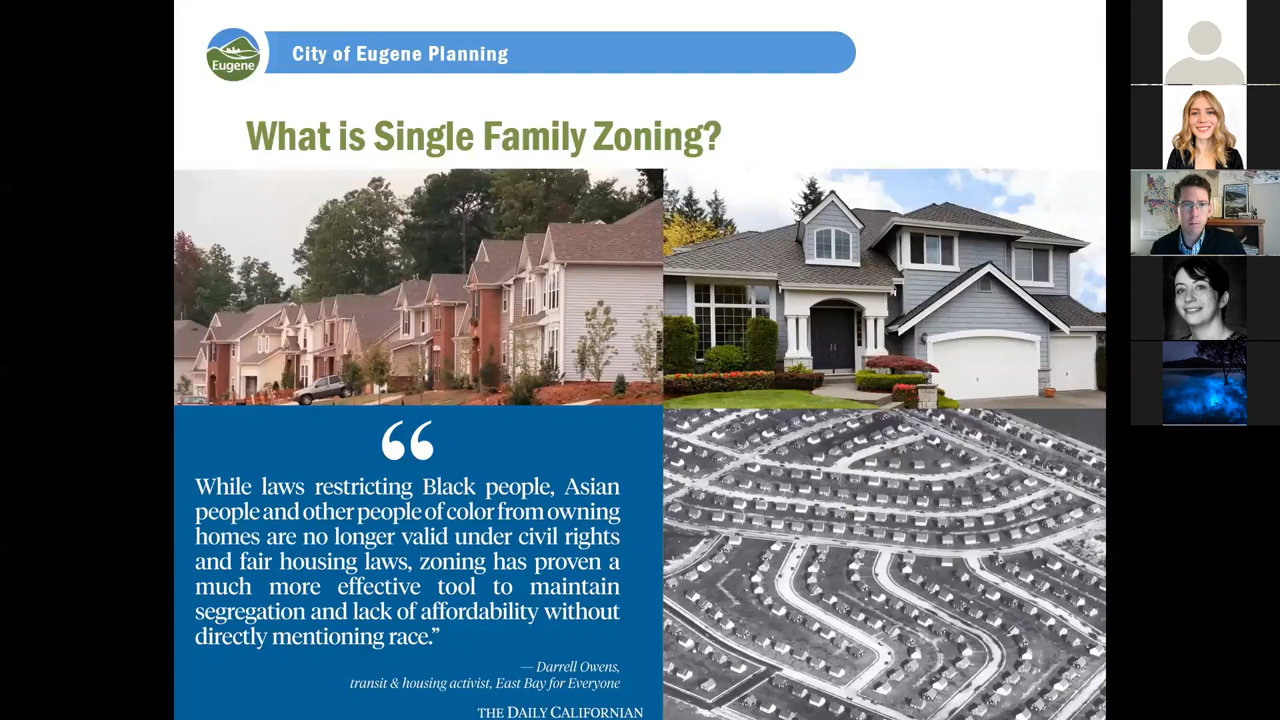 Eugene
City of Eugene Planning
What is Single Family Zoning?
“
While laws restricting Black people, Asian
people and other people of color from owning
homes are no longer valid under civil rights
and fair housing laws, zoning has proven a
much more effective tool to maintain
segregation and lack of affordability without
directly mentioning race.”
— Darrell Owens,
transit & housing activist, East Bay for Everyone
THE DAILY CALIFORNIAN